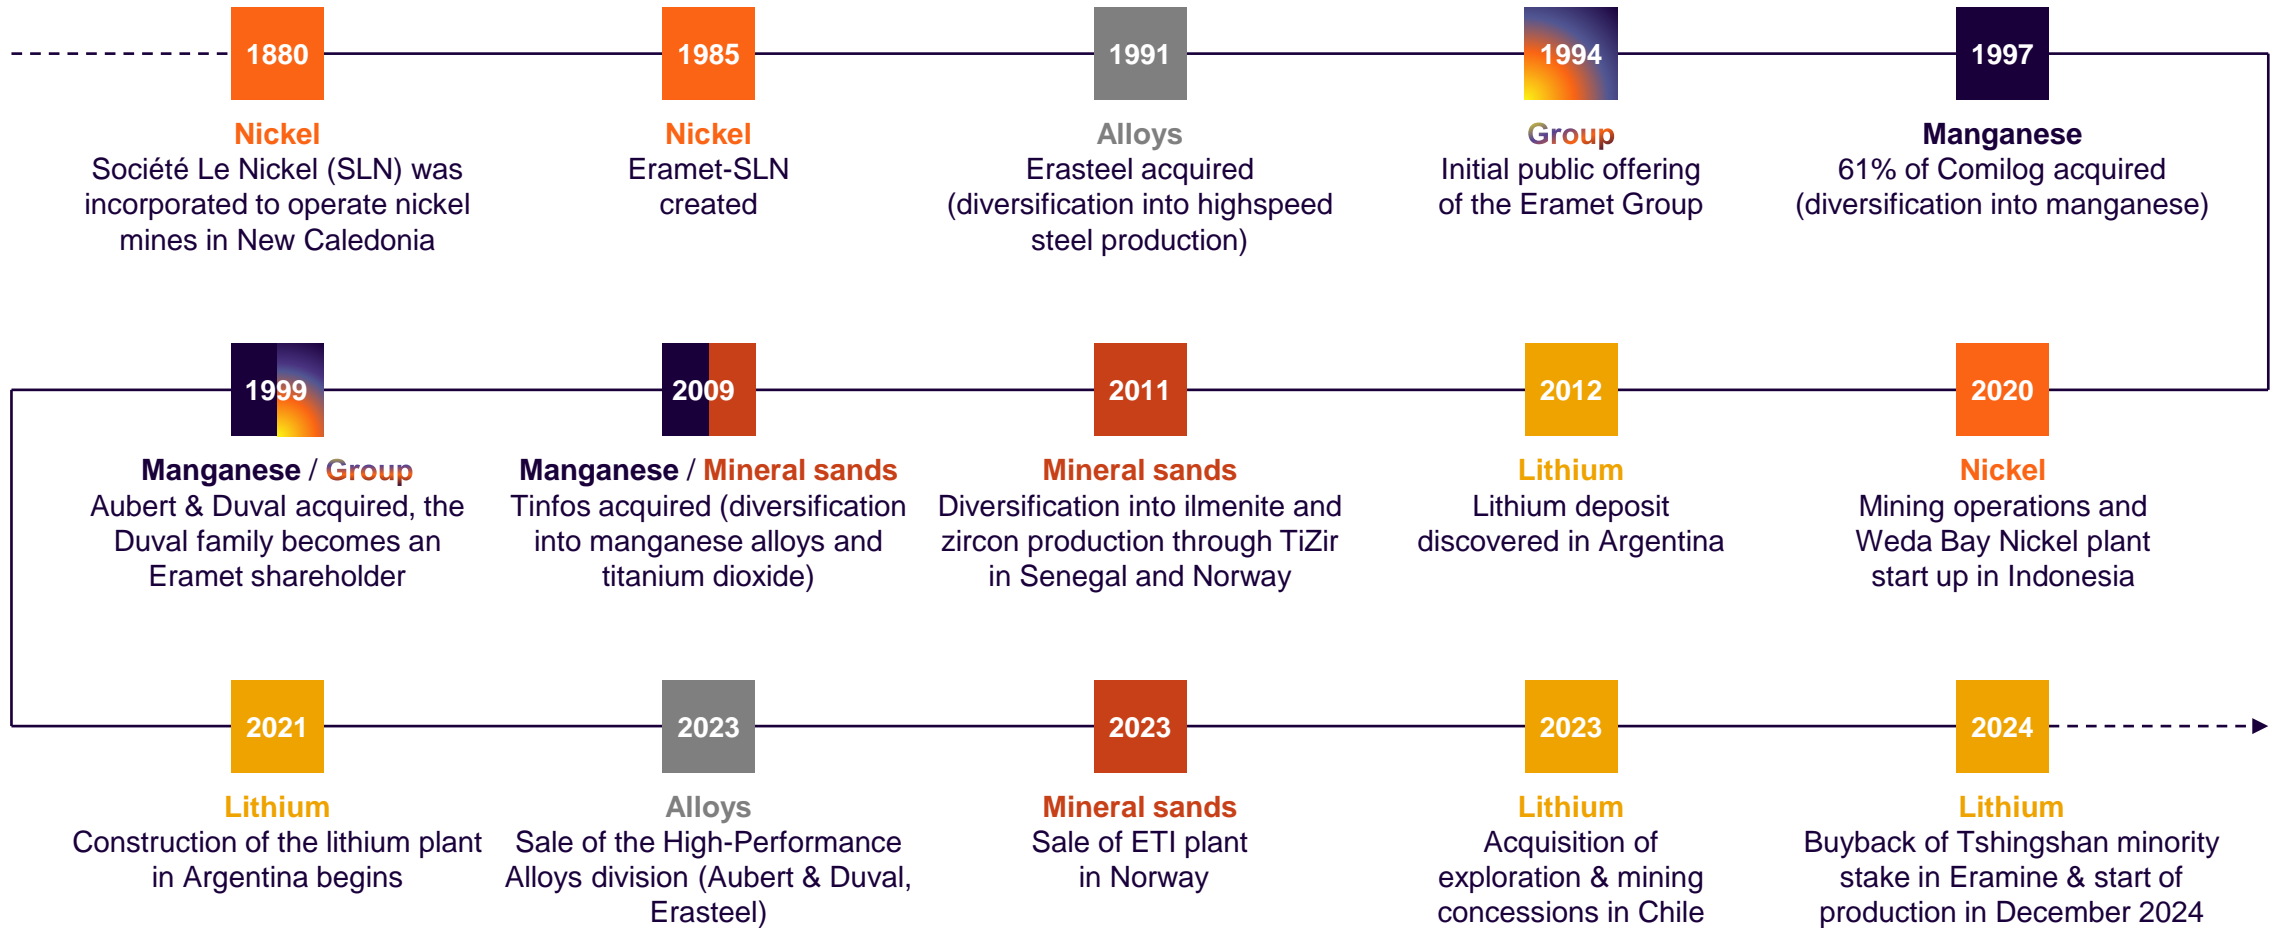 1880
Nickel
Société Le Nickel (SLN) was
incorporated to operate nickel
mines in New Caledonia
1985
Nickel
Eramet-SLN
created
1991
Alloys
Erasteel acquired
(diversification into highspeed
steel production)
1994
Group
Initial public offering
of the Eramet Group
1997
Manganese
61% of Comilog acquired
(diversification into manganese)
1999
Manganese / Group
Aubert & Duval acquired, the
Duval family becomes an
Eramet shareholder
2009
Manganese / Mineral sands
Tinfos acquired (diversification
into manganese alloys and
titanium dioxide)
2011
Mineral sands
Diversification into ilmenite and
zircon production through TiZir
in Senegal and Norway
2012
Lithium
Lithium deposit
discovered in Argentina
2020
Nickel
Mining operations and
Weda Bay Nickel plant
start up in Indonesia
2021
Lithium
Construction of the lithium plant
in Argentina begins
2023
Alloys
Sale of the High-Performance
Alloys division (Aubert & Duval,
Erasteel)
2023
Mineral sands
Sale of ETI plant
in Norway
2023
Lithium
Acquisition of
exploration & mining
concessions in Chile
2024
Lithium
Buyback of Tshingshan minority
stake in Eramine & start of
production in December 2024